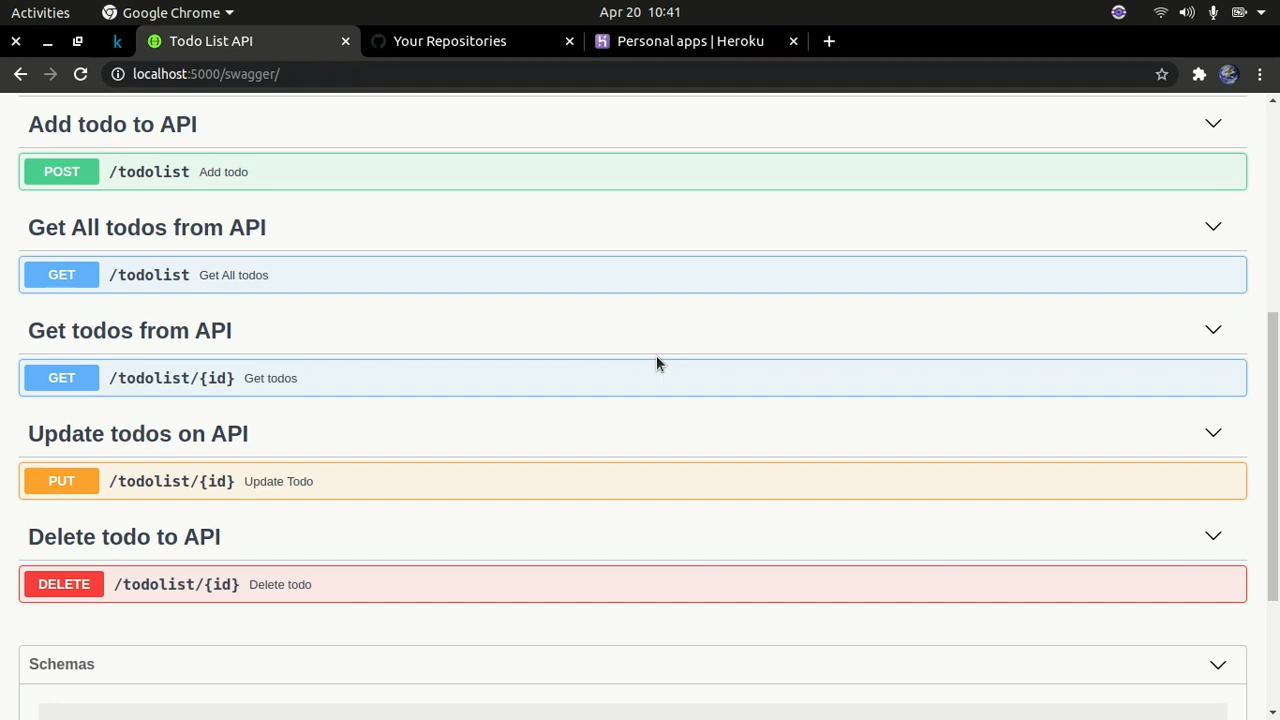 Activities Google Chrome Apr 20 10:41
k Todo List API Your Repositories Personal apps | Heroku
localhost:5000/swagger/
Add todo to API
POST /todolist Add todo
Get All todos from API
GET /todolist Get All todos
Get todos from API
GET /todolist/{id} Get todos
Update todos on API
PUT /todolist/{id} Update Todo
Delete todo to API
DELETE /todolist/{id} Delete todo
Schemas